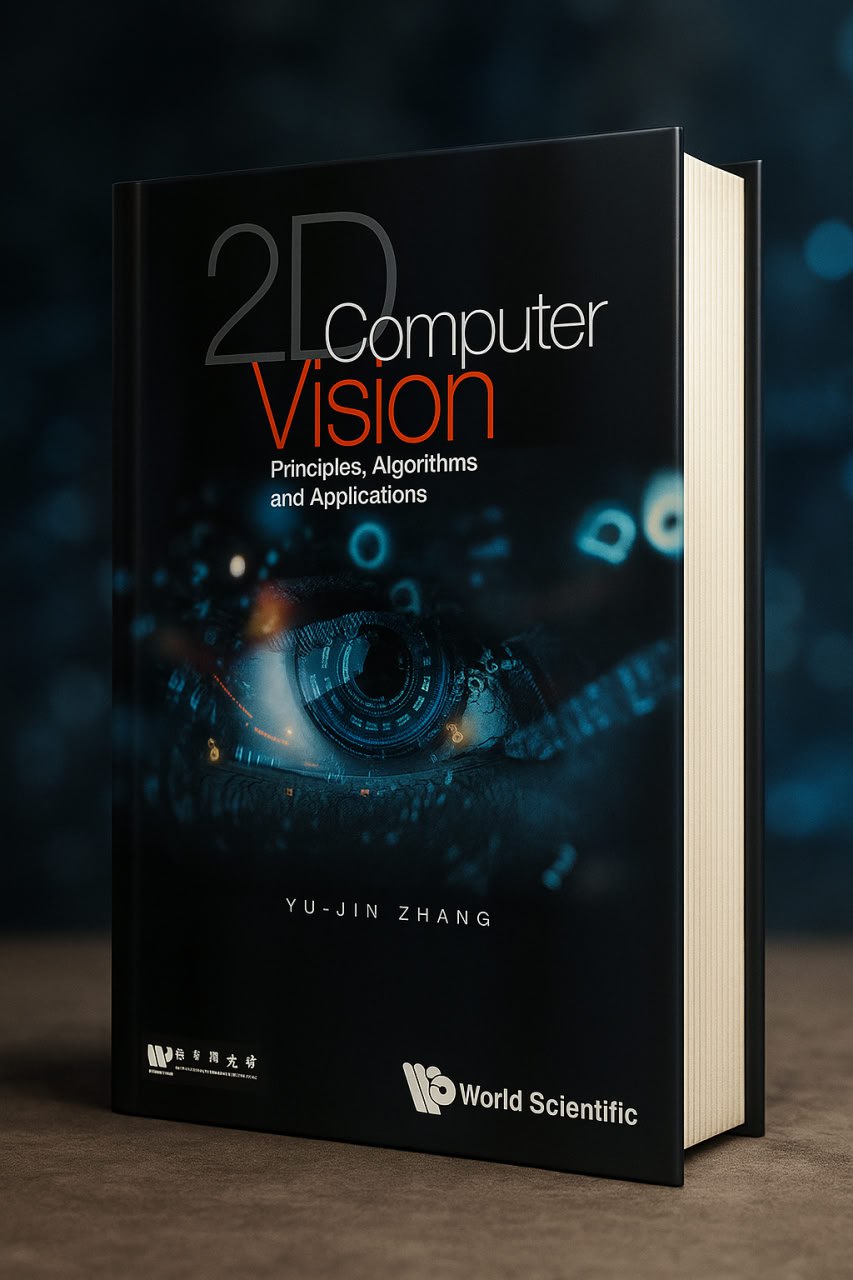 2D
Computer
Vision
Principles, Algorithms
and Applications
YU-JIN ZHANG
World Scientific